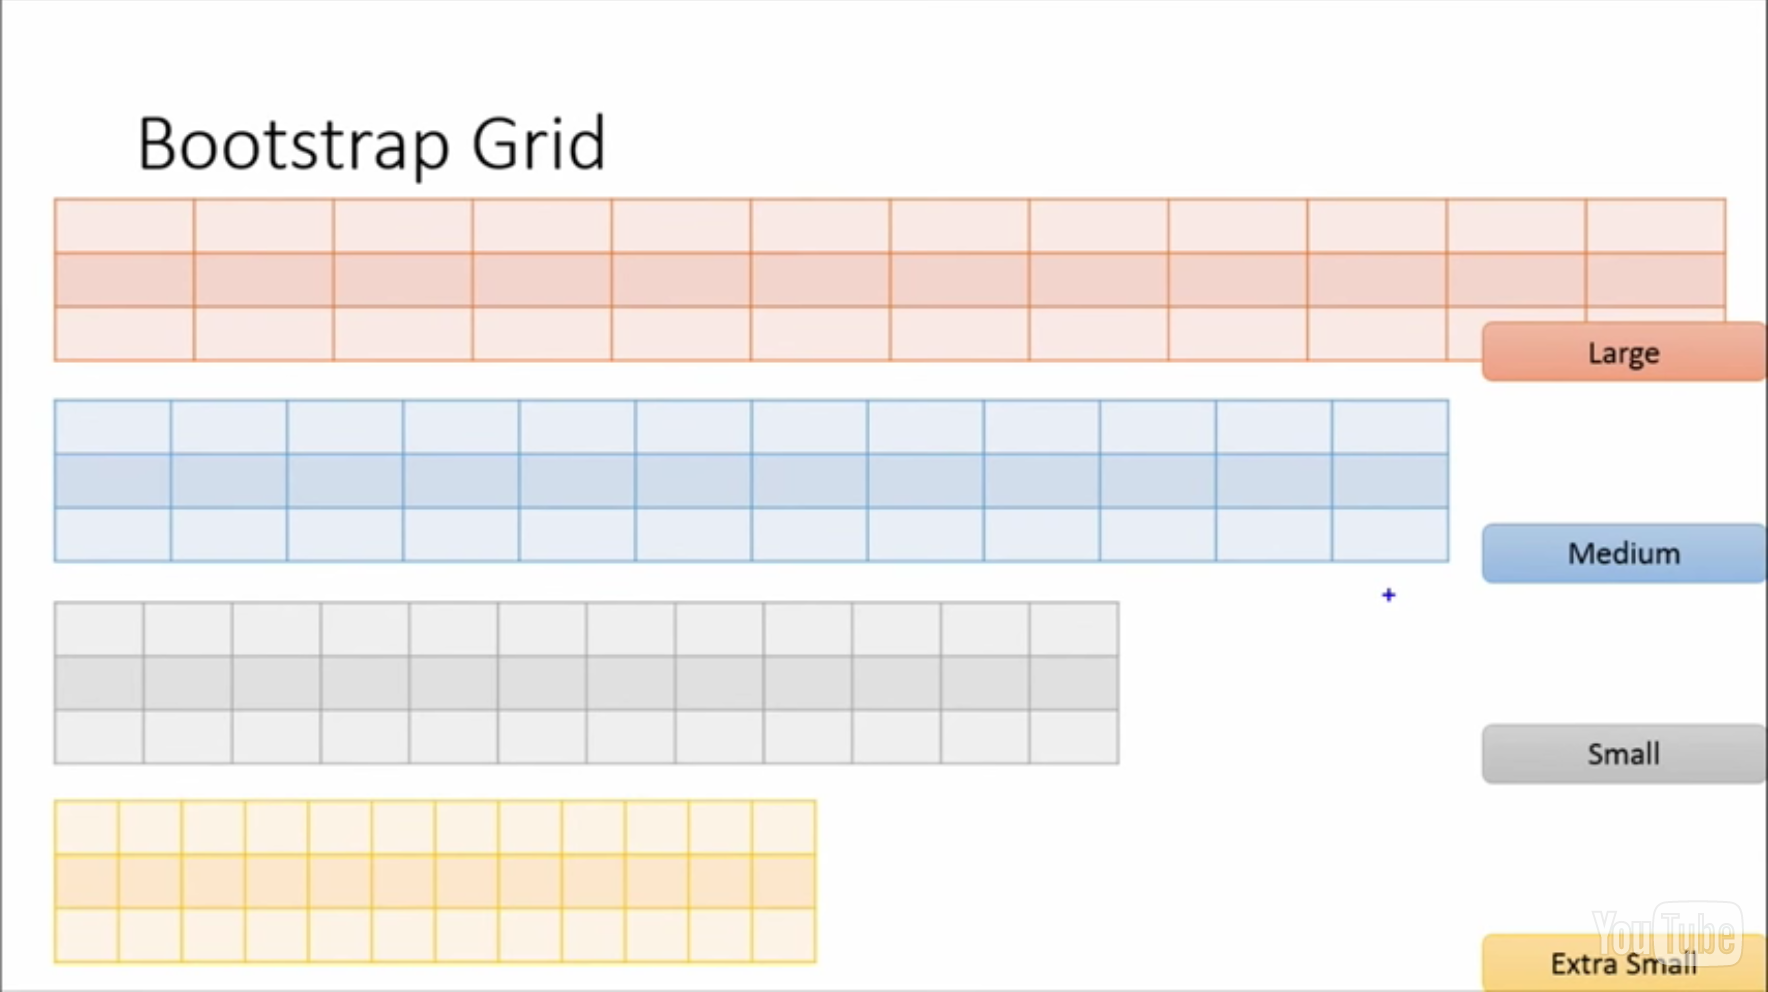 Bootstrap Grid
Large
Medium
Small
Extra Small
YouTube